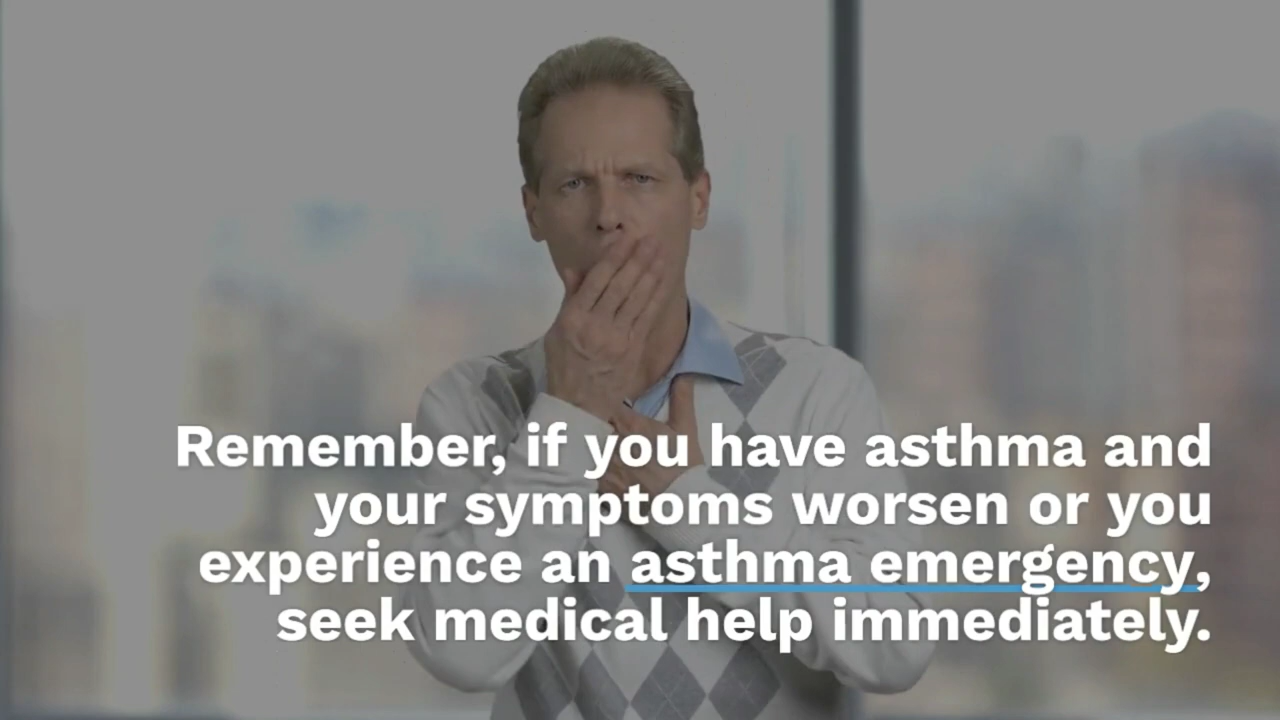 Remember, if you have asthma and
your symptoms worsen or you
experience an asthma emergency,
seek medical help immediately.